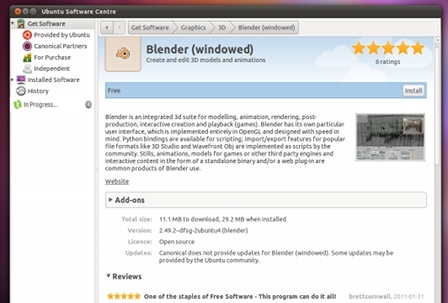 Ubuntu Software Centre
Get Software
Provided by Ubuntu
Canonical Partners
For Purchase
Independent
Installed Software
History
In Progress...
Get Software
Graphics
3D
Blender (windowed)
Blender (windowed)
Create and edit 3D models and animations
6 ratings
Free
Install
Blender is an integrated 3d suite for modelling, animation, rendering, post-
production, interactive creation and playback (games). Blender has its own particular
user interface, which is implemented entirely in OpenGL and designed with speed in
mind. Python bindings are available for scripting; import/export features for popular
file formats like 3D Studio and Wavefront Obj are implemented as scripts by the
community. Stills, animations, models for games or other third party engines and
interactive content in the form of a standalone binary and/or a web plug-in are
common products of Blender use.
Website
Add-ons
Total size: 11.1 MB to download, 29.2 MB when installed
Version: 2.49.2~dfsg-2ubuntu4 (blender)
Licence: Open source
Updates: Canonical does not provide updates for Blender (windowed). Some updates may be
provided by the Ubuntu community.
Reviews
One of the staples of Free Software - This program can do it all!
brettcornwall, 2011-01-31